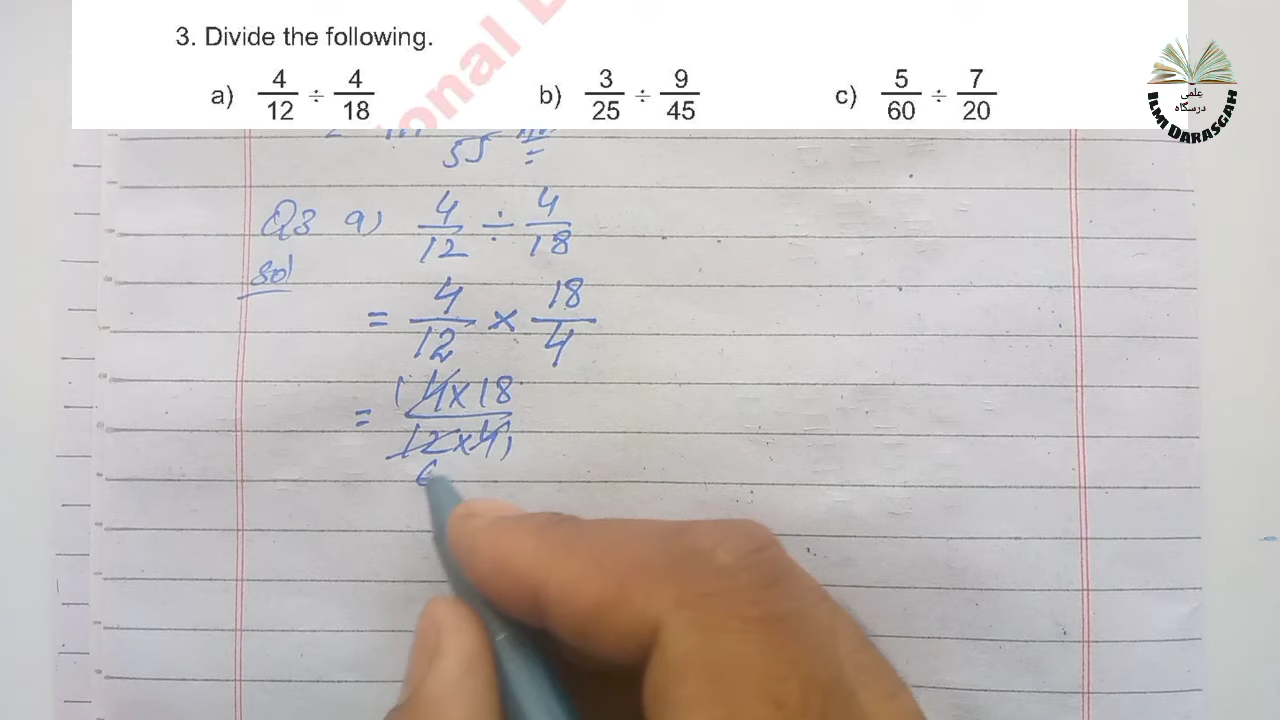 3. Divide the following.
a) 4/12 ÷ 4/18 b) 3/25 ÷ 9/45 c) 5/60 ÷ 7/20
علمی
درسگاہ
ILMI DARASGAH
55
Q3 a) 4/12 ÷ 4/18
Sol
= 4/12 × 18/4
= 1 4×18 / 12×4 1
6